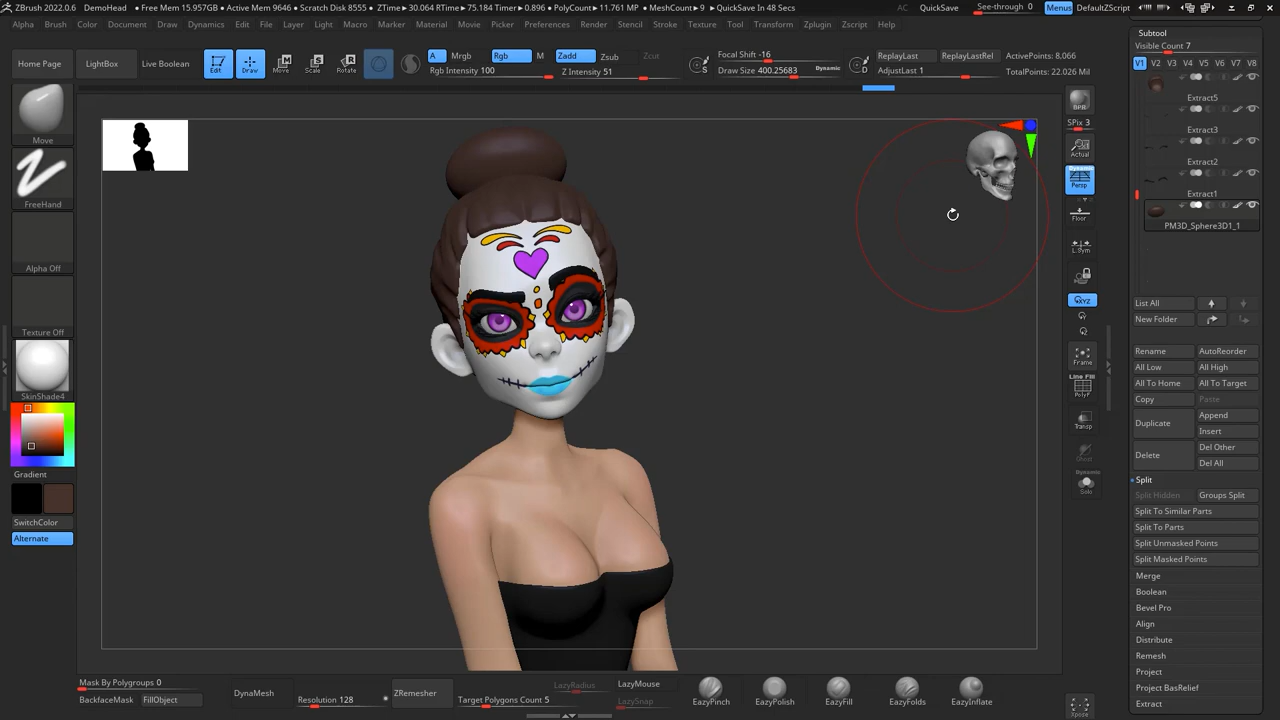 ZBrush 2022.0.6 DemoHead • Free Mem 15.957GB • Active Mem 9646 • Scratch Disk 8555 • ZTime▸30.064 RTime▸75.184 Timer▸0.896 • PolyCount▸11.761 MP • MeshCount▸9 • QuickSave In 48 Secs AC QuickSave See-through 0 Menus DefaultZScript
Alpha Brush Color Document Draw Dynamics Edit File Layer Light Macro Marker Material Movie Picker Preferences Render Stencil Stroke Texture Tool Transform Zplugin Zscript Help
Home Page LightBox Live Boolean Edit Draw Move Scale Rotate
A Mrgb Rgb M Zadd Zsub Zcut
Rgb Intensity 100 Z Intensity 51
Focal Shift -16
Draw Size 400.25683 Dynamic
S D
ReplayLast ReplayLastRel ActivePoints: 8,066
AdjustLast 1 TotalPoints: 22.026 Mil
Move
FreeHand
Alpha Off
Texture Off
SkinShade4
Gradient
SwitchColor
Alternate
BPR
SPix 3
Actual
Dynamic
Persp
Floor
L.Sym
Qxyz
Frame
Line Fill
PolyF
Transp
Ghost
Dynamic
Solo
Xpose
Subtool
Visible Count 7
V1 V2 V3 V4 V5 V6 V7 V8
Extract5
Extract3
Extract2
Extract1
PM3D_Sphere3D1_1
List All
New Folder
Rename AutoReorder
All Low All High
All To Home All To Target
Copy Paste
Duplicate Append
Insert
Delete Del Other
Del All
Split
Split Hidden Groups Split
Split To Similar Parts
Split To Parts
Split Unmasked Points
Split Masked Points
Merge
Boolean
Bevel Pro
Align
Distribute
Remesh
Project
Project BasRelief
Extract
Mask By Polygroups 0
BackfaceMask FillObject
DynaMesh
Resolution 128
ZRemesher
Target Polygons Count 5
LazyRadius LazyMouse
LazySnap
EazyPinch EazyPolish EazyFill EazyFolds EazyInflate